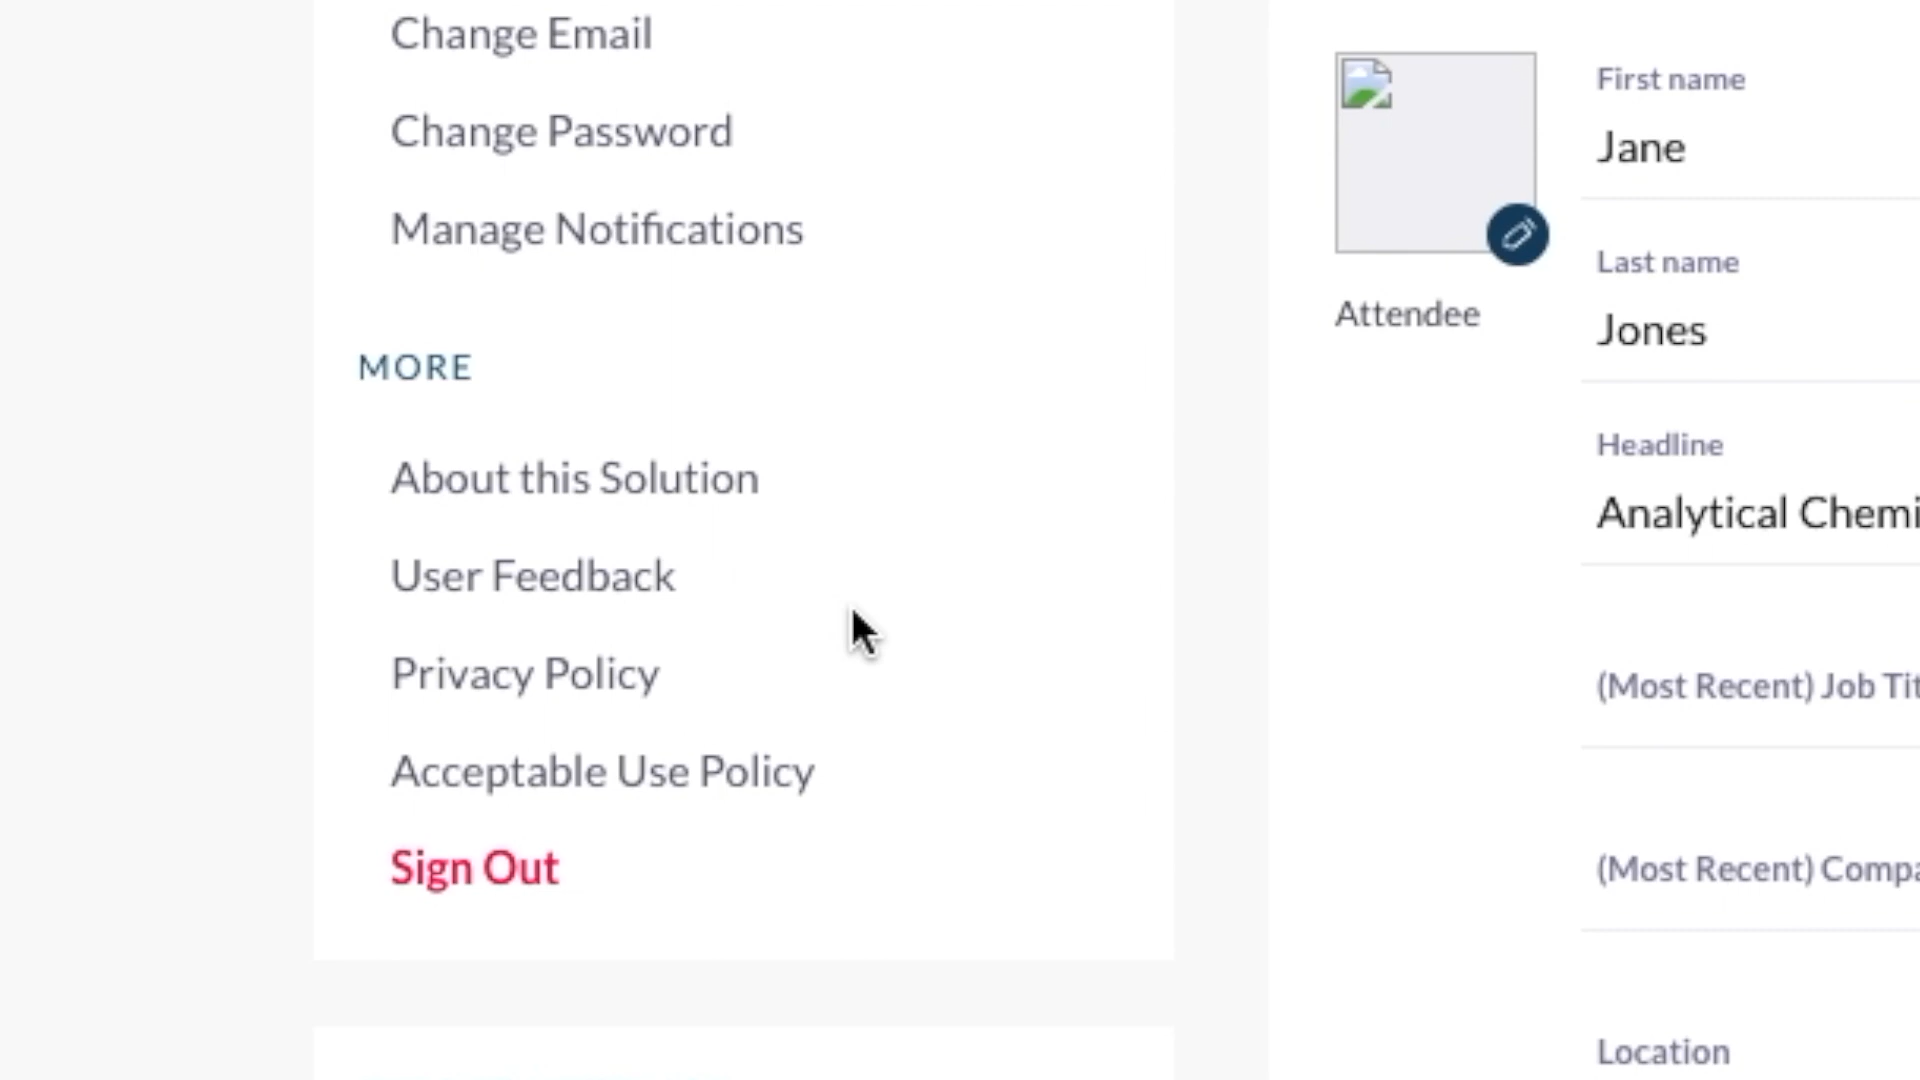 Change Email
Change Password
Manage Notifications
MORE
About this Solution
User Feedback
Privacy Policy
Acceptable Use Policy
Sign Out
Attendee
First name
Jane
Last name
Jones
Headline
Analytical Chemi
(Most Recent) Job Tit
(Most Recent) Compa
Location